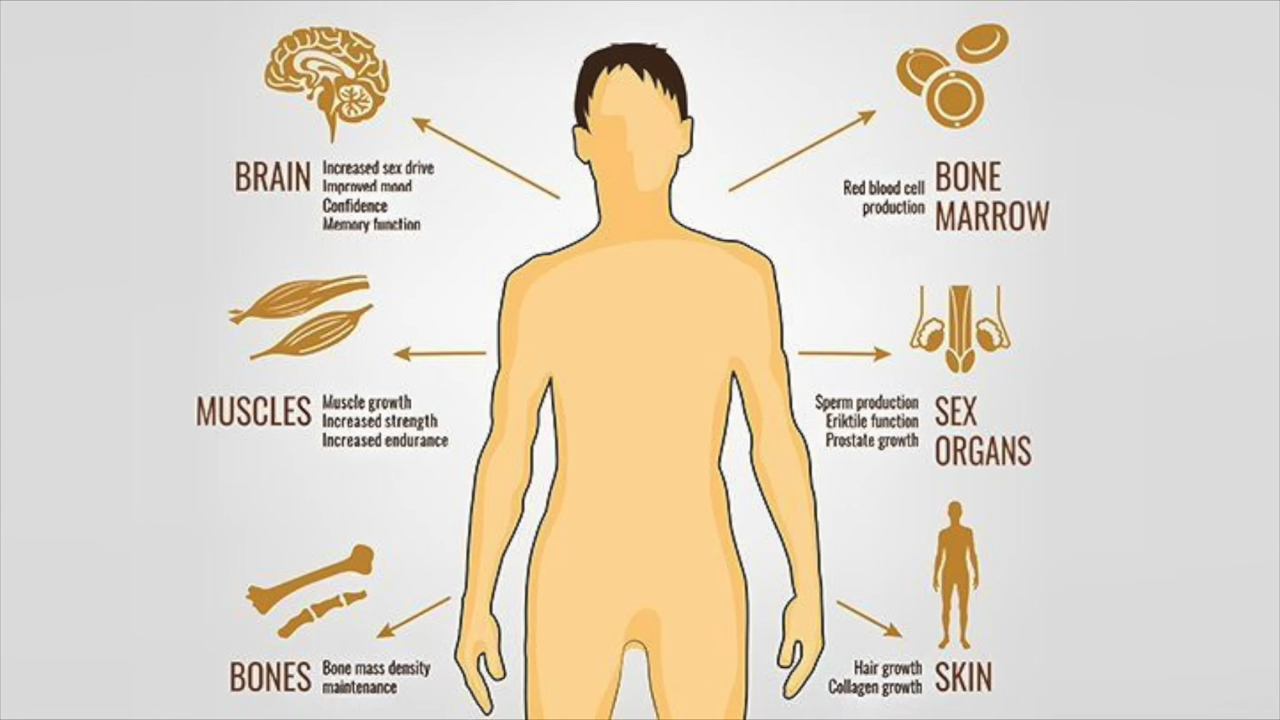 BRAIN
Increased sex drive
Improved mood
Confidence
Memory function
BONE
MARROW
Red blood cell
production
MUSCLES
Muscle growth
Increased strength
Increased endurance
SEX
ORGANS
Sperm production
Eriktile function
Prostate growth
BONES
Bone mass density
maintenance
SKIN
Hair growth
Collagen growth